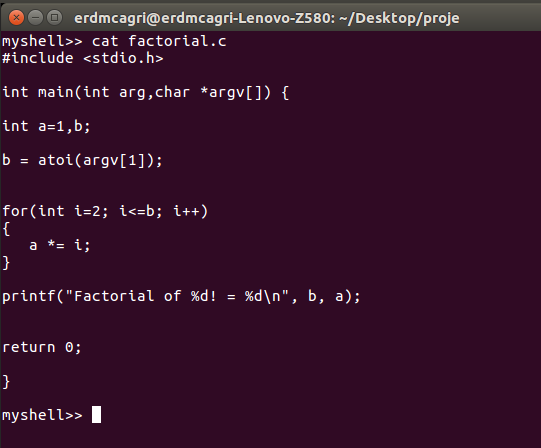 erdmcagri@erdmcagri-Lenovo-Z580: ~/Desktop/proje
myshell>> cat factorial.c
#include <stdio.h>
int main(int arg,char *argv[]) {
int a=1,b;
b = atoi(argv[1]);
for(int i=2; i<=b; i++)
{
a *= i;
}
printf("Factorial of %d! = %d\n", b, a);
return 0;
}
myshell>>